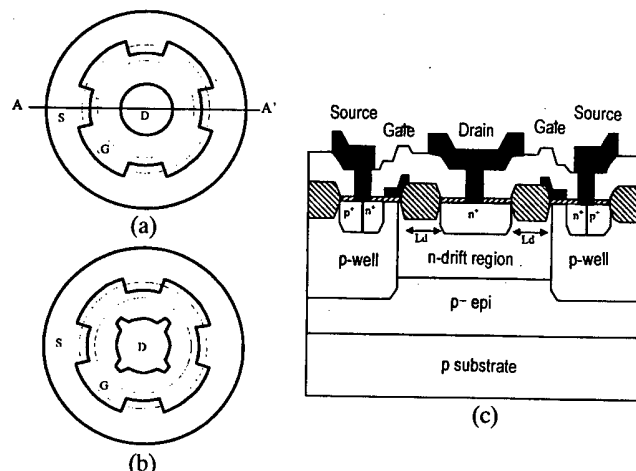 A
S
D
G
A'
(a)
S
D
G
(b)
Source
Gate
Drain
Gate
Source
p+
n+
n+
n+
p+
Ld
Ld
p-well
n-drift region
p-well
p- epi
p substrate
(c)